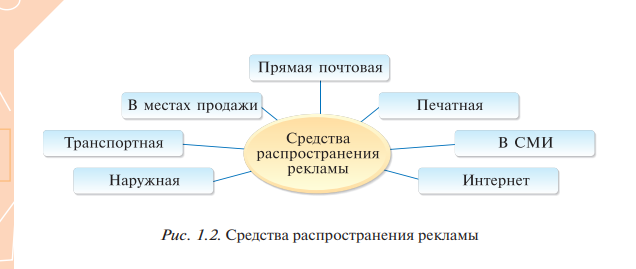 Прямая почтовая
В местах продажи
Печатная
Транспортная
Средства
распространения
рекламы
В СМИ
Наружная
Интернет
Рис. 1.2. Средства распространения рекламы